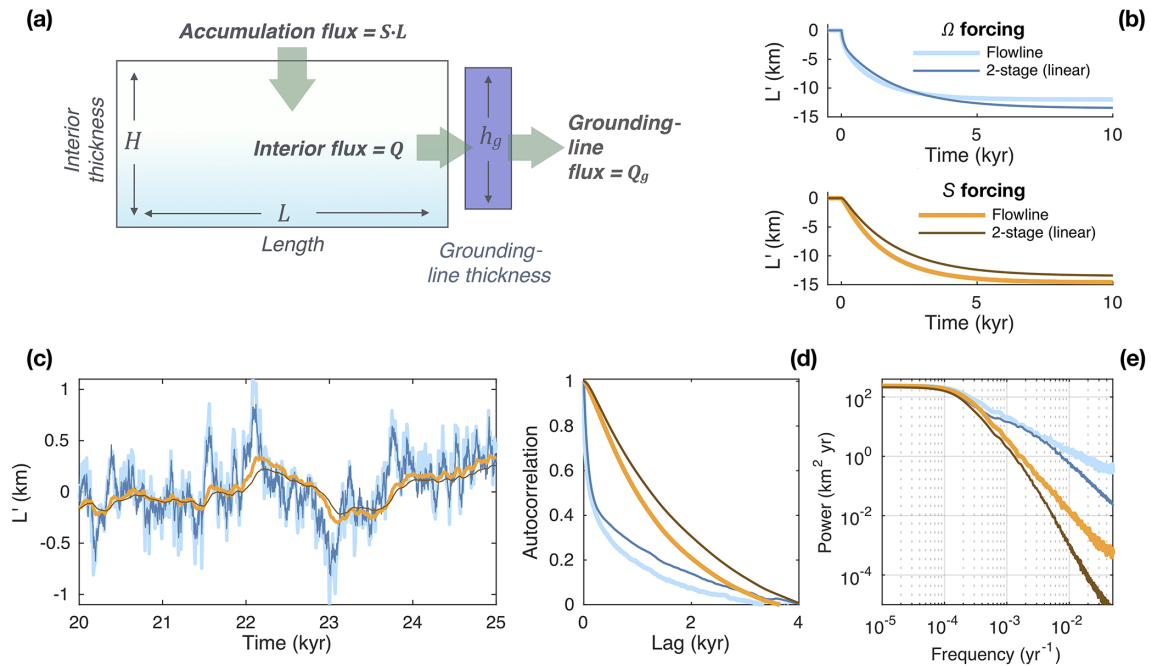 (a)
Accumulation flux = S·L
Interior
thickness
H
Interior flux = Q
h_g
Grounding-
line
flux = Q_g
L
Length
Grounding-
line thickness
(b)
Ω forcing
Flowline
2-stage (linear)
L' (km)
0
-5
-10
-15
0
5
10
Time (kyr)
S forcing
Flowline
2-stage (linear)
L' (km)
0
-5
-10
-15
0
5
10
Time (kyr)
(c)
L' (km)
1
0.5
0
-0.5
-1
20
21
22
23
24
25
Time (kyr)
(d)
Autocorrelation
1
0.8
0.6
0.4
0.2
0
0
2
4
Lag (kyr)
(e)
Power (km² yr)
10²
10⁰
10⁻²
10⁻⁴
10⁻⁵
10⁻⁴
10⁻³
10⁻²
Frequency (yr⁻¹)